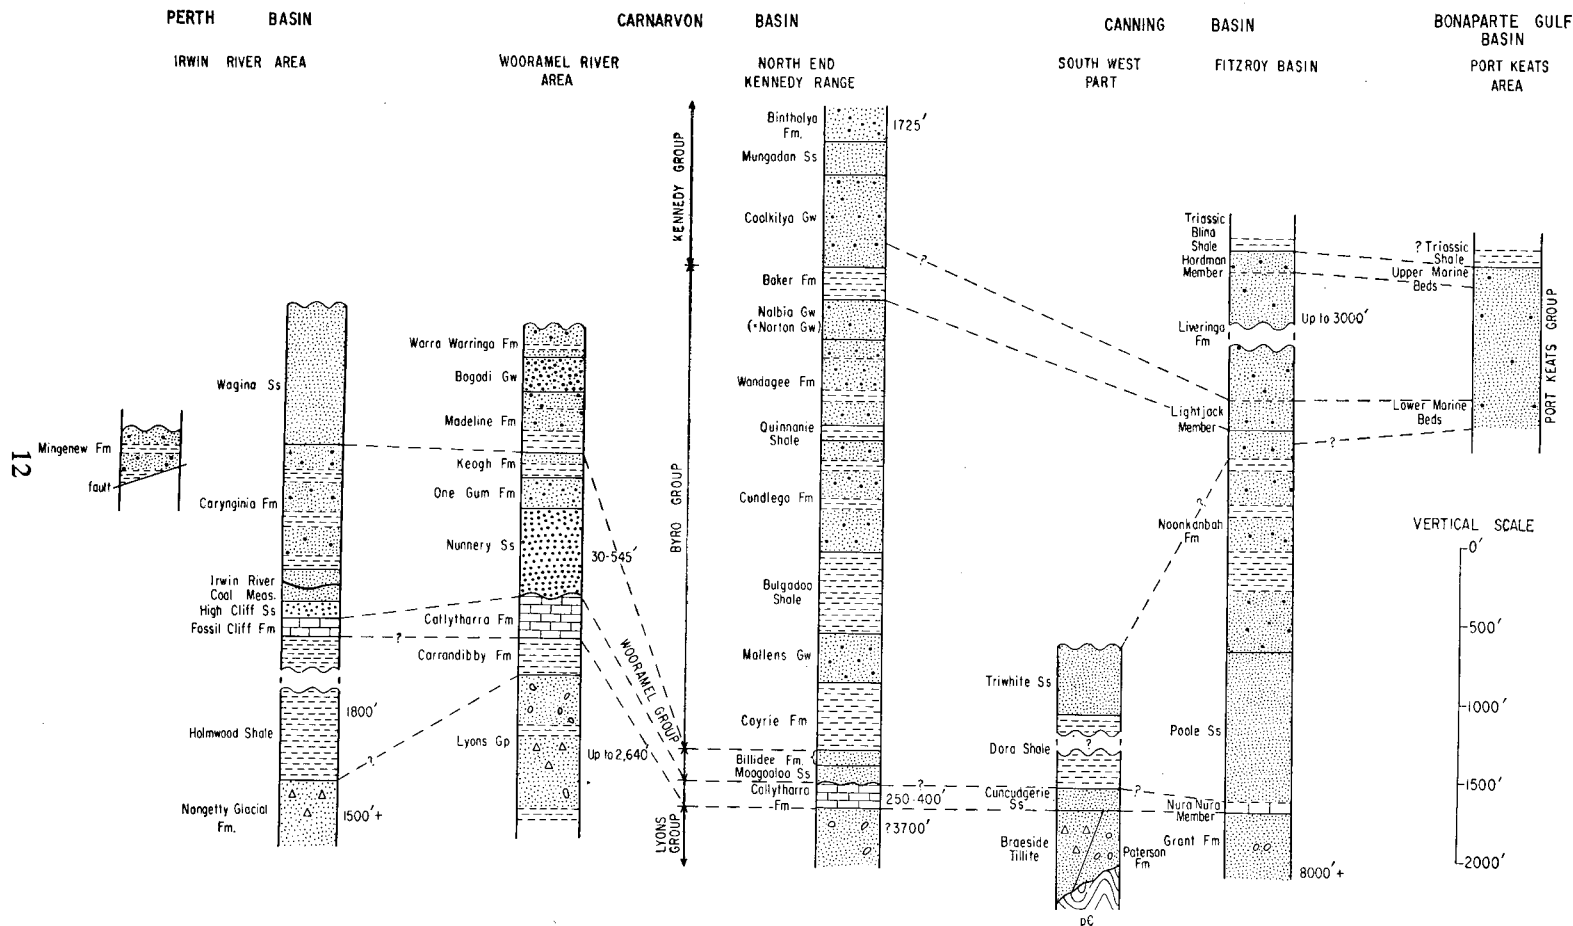 PERTH BASIN
CARNARVON BASIN
CANNING BASIN
BONAPARTE GULF
BASIN
IRWIN RIVER AREA
WOORAMEL RIVER
AREA
NORTH END
KENNEDY RANGE
SOUTH WEST
PART
FITZROY BASIN
PORT KEATS
AREA
12
Mingenew Fm
fault
Wagina Ss
Carynginia Fm
Irwin River
Coal Meas.
High Cliff Ss
Fossil Cliff Fm
1800'
Holmwood Shale
?
Nangetty Glacial
Fm.
1500'+
?
Warra Warringa Fm
Bogadi Gw
Madeline Fm
Keogh Fm
One Gum Fm
Nunnery Ss
30-545'
Callytharra Fm
Carrandibby Fm
Lyons Gp
Up to 2,640'
KENNEDY GROUP
BYRO GROUP
WOORAMEL GROUP
LYONS
GROUP
Bintholya
Fm.
1725'
Mungadan Ss
Coolkilya Gw
?
Baker Fm
Nalbia Gw
(=Norton Gw)
Wandagee Fm
Quinnanie
Shale
Cundlego Fm
Bulgadoo
Shale
Mallens Gw
Coyrie Fm
Billidee Fm.
Moogooloo Ss
Callytharra
Fm
250-400'
?3700'
?
Triwhite Ss
?
Dora Shale
Cuncudgerie
Ss
?
Braeside
Tillite
Paterson
Fm
pЄ
Triassic
Blina
Shale
Hardman
Member
Liveringa
Fm
Up to 3000'
Lightjack
Member
?
?
Noonkanbah
Fm
Poole Ss
Nura Nura
Member
Grant Fm
8000'+
? Triassic
Shale
Upper Marine
Beds
Lower Marine
Beds
PORT KEATS GROUP
VERTICAL SCALE
0'
500'
1000'
1500'
2000'